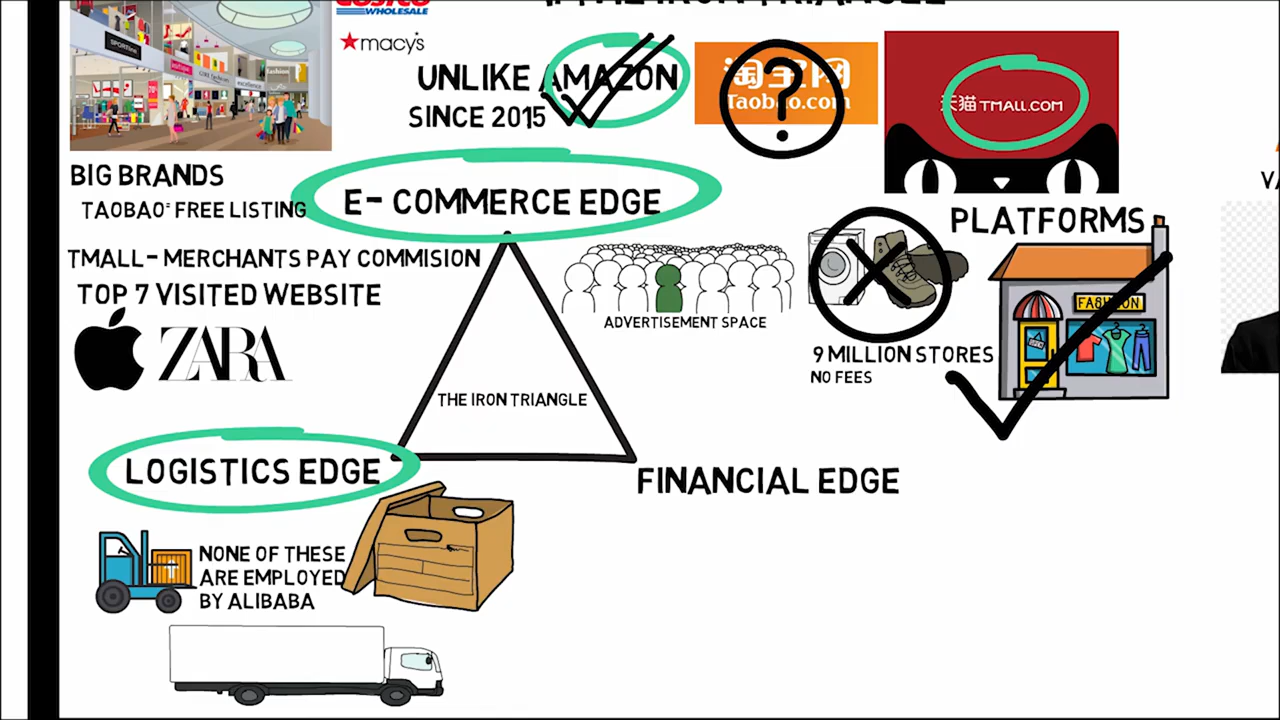 COSTCO
WHOLESALE
macy's
UNLIKE AMAZON
SINCE 2015
淘宝网
Taobao.com
天猫 TMALL.COM
BIG BRANDS
TAOBAO= FREE LISTING
E- COMMERCE EDGE
PLATFORMS
TMALL- MERCHANTS PAY COMMISION
TOP 7 VISITED WEBSITE
ZARA
ADVERTISEMENT SPACE
FASHION
9 MILLION STORES
NO FEES
THE IRON TRIANGLE
LOGISTICS EDGE
FINANCIAL EDGE
NONE OF THESE
ARE EMPLOYED
BY ALIBABA